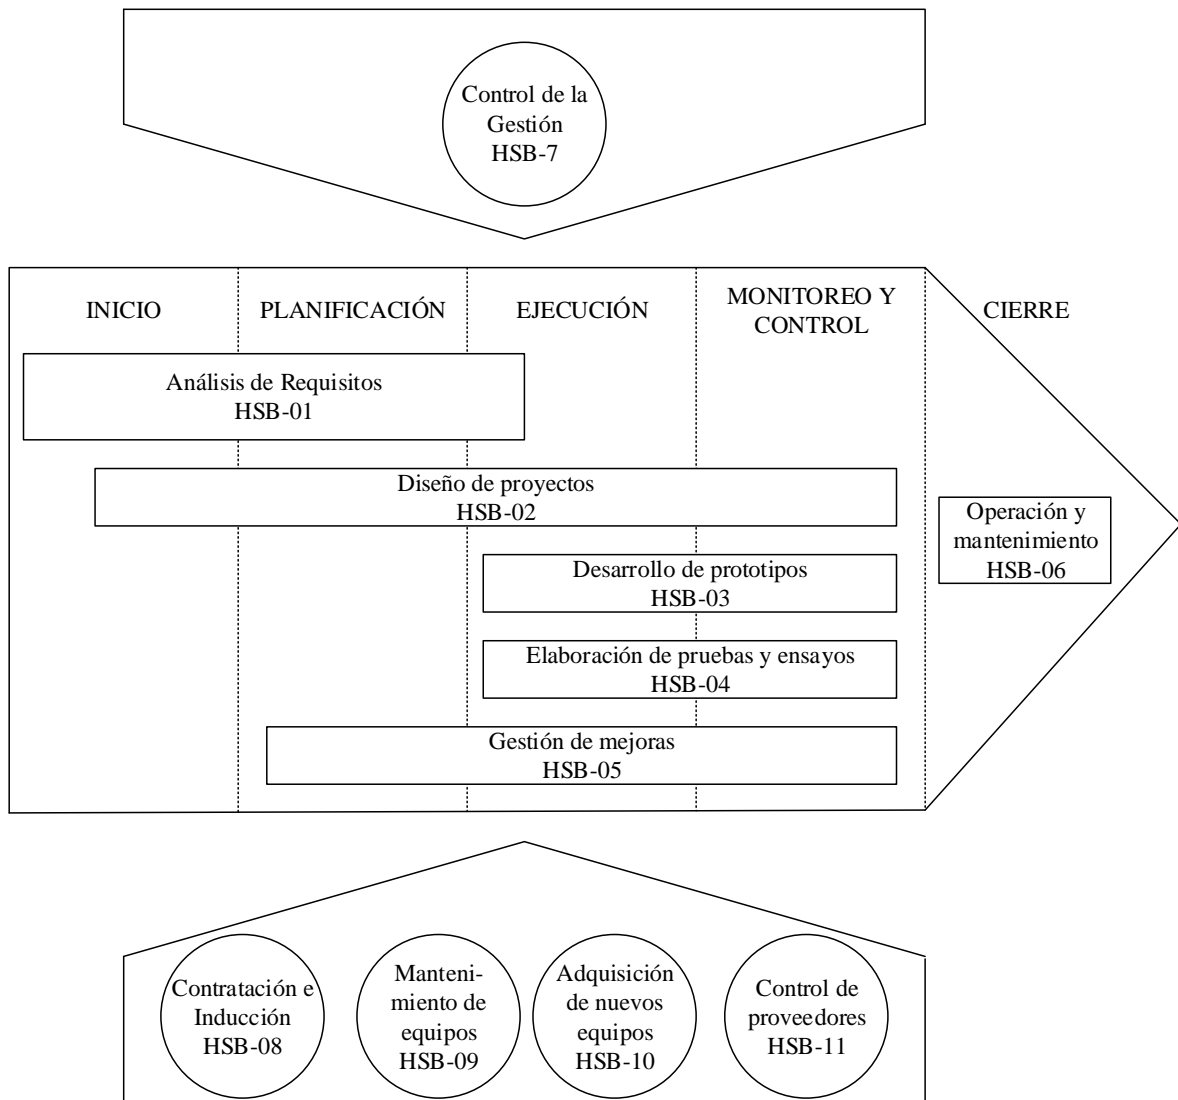 Control de la
Gestión
HSB-7
INICIO
PLANIFICACIÓN
EJECUCIÓN
MONITOREO Y
CONTROL
CIERRE
Análisis de Requisitos
HSB-01
Diseño de proyectos
HSB-02
Operación y
mantenimiento
HSB-06
Desarrollo de prototipos
HSB-03
Elaboración de pruebas y ensayos
HSB-04
Gestión de mejoras
HSB-05
Contratación e
Inducción
HSB-08
Manteni-
miento de
equipos
HSB-09
Adquisición
de nuevos
equipos
HSB-10
Control de
proveedores
HSB-11